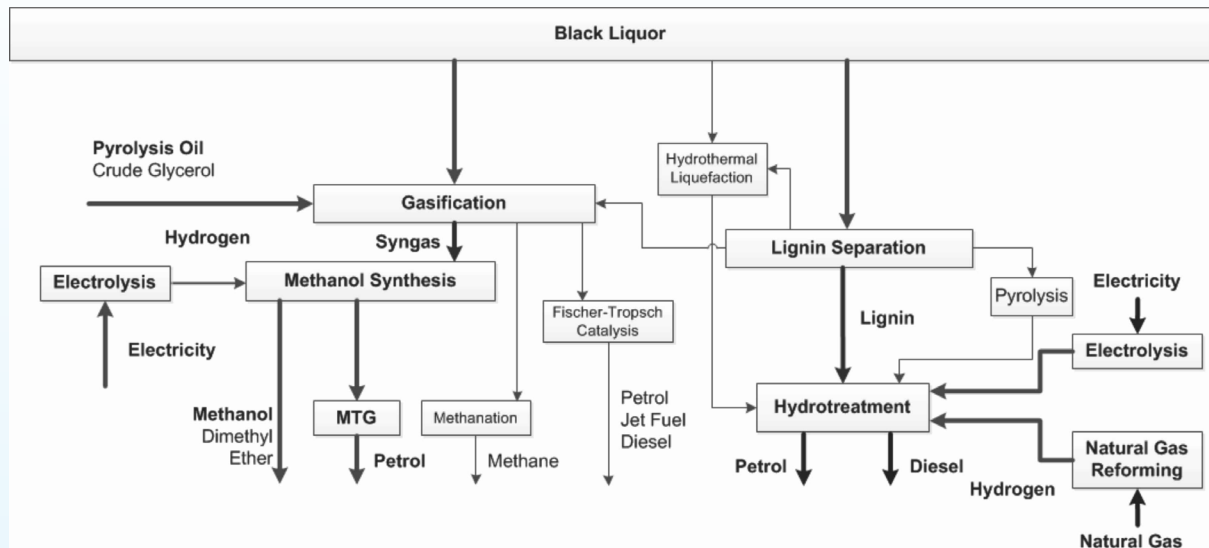 Black Liquor
Pyrolysis Oil
Crude Glycerol
Hydrothermal
Liquefaction
Gasification
Hydrogen
Syngas
Lignin Separation
Electrolysis
Methanol Synthesis
Pyrolysis
Electricity
Fischer-Tropsch
Catalysis
Lignin
Electricity
Electrolysis
Methanol
Dimethyl
Ether
MTG
Methanation
Petrol
Jet Fuel
Diesel
Hydrotreatment
Petrol
Methane
Petrol
Diesel
Natural Gas
Reforming
Hydrogen
Natural Gas